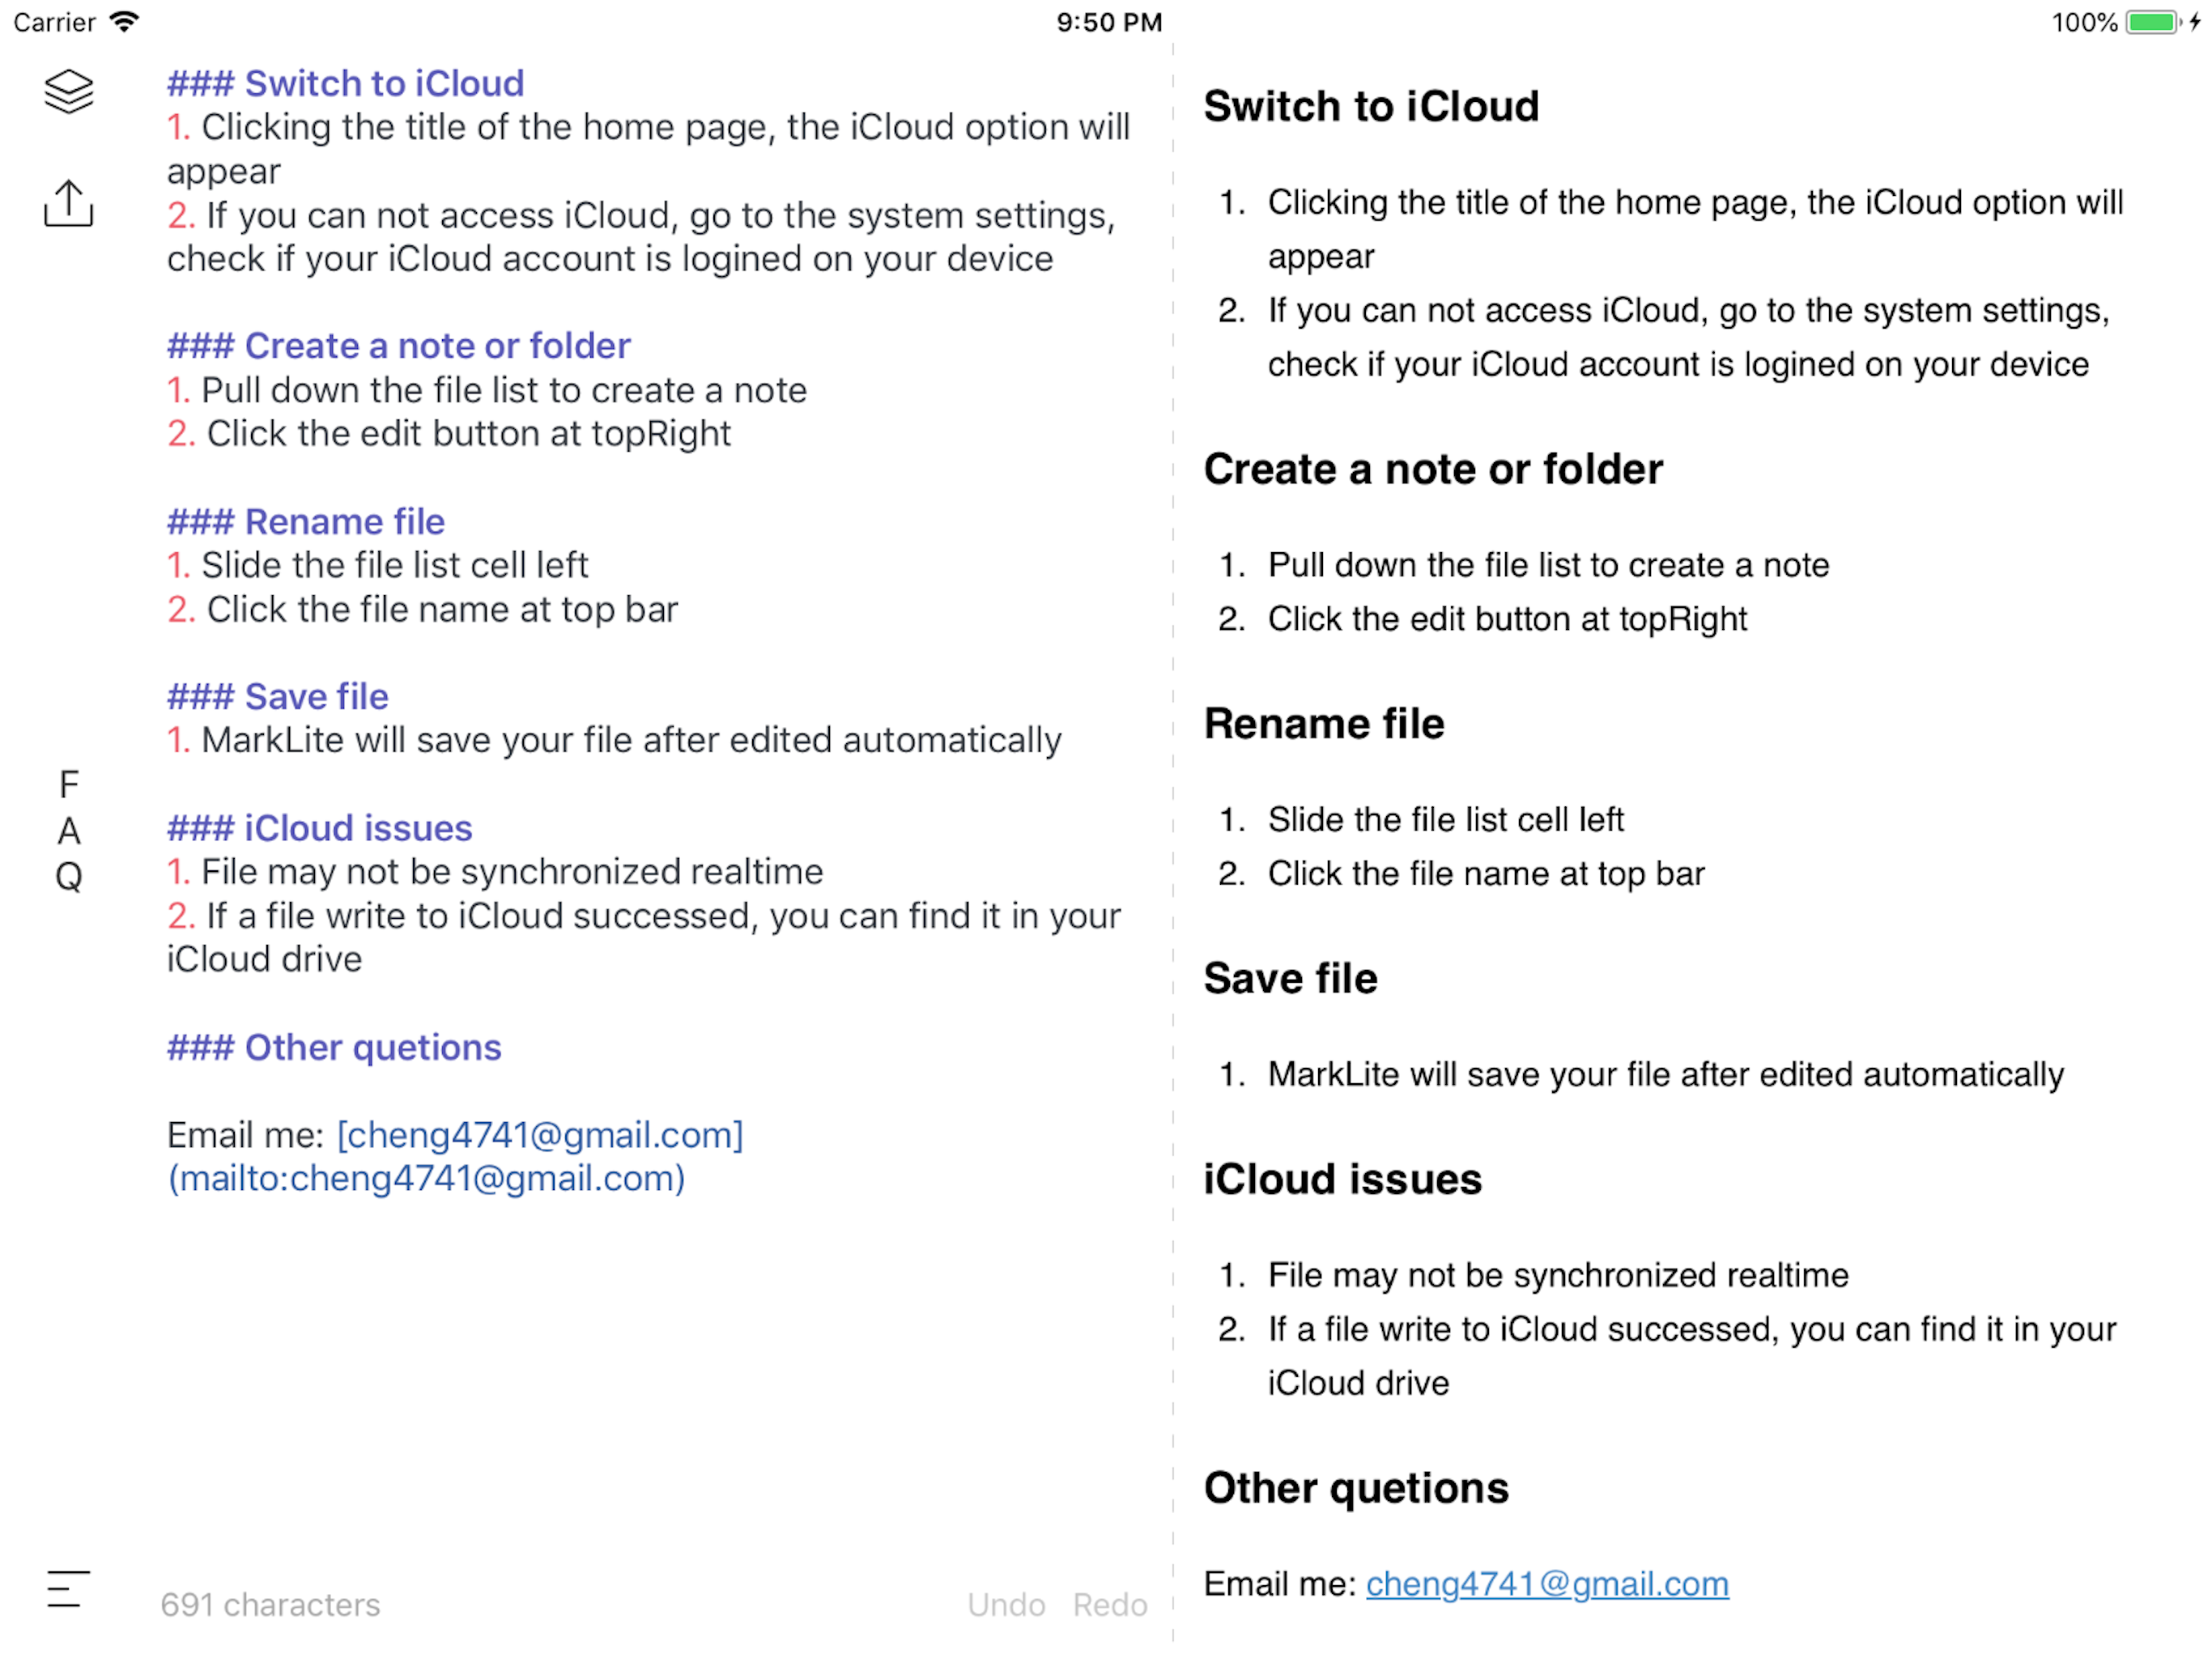 Carrier
9:50 PM
100%
### Switch to iCloud
1. Clicking the title of the home page, the iCloud option will
appear
2. If you can not access iCloud, go to the system settings,
check if your iCloud account is logined on your device
### Create a note or folder
1. Pull down the file list to create a note
2. Click the edit button at topRight
### Rename file
1. Slide the file list cell left
2. Click the file name at top bar
### Save file
1. MarkLite will save your file after edited automatically
F
A
Q
### iCloud issues
1. File may not be synchronized realtime
2. If a file write to iCloud successed, you can find it in your
iCloud drive
### Other quetions
Email me: [cheng4741@gmail.com]
(mailto:cheng4741@gmail.com)
691 characters
Undo
Redo
Switch to iCloud
1. Clicking the title of the home page, the iCloud option will
appear
2. If you can not access iCloud, go to the system settings,
check if your iCloud account is logined on your device
Create a note or folder
1. Pull down the file list to create a note
2. Click the edit button at topRight
Rename file
1. Slide the file list cell left
2. Click the file name at top bar
Save file
1. MarkLite will save your file after edited automatically
iCloud issues
1. File may not be synchronized realtime
2. If a file write to iCloud successed, you can find it in your
iCloud drive
Other quetions
Email me: cheng4741@gmail.com